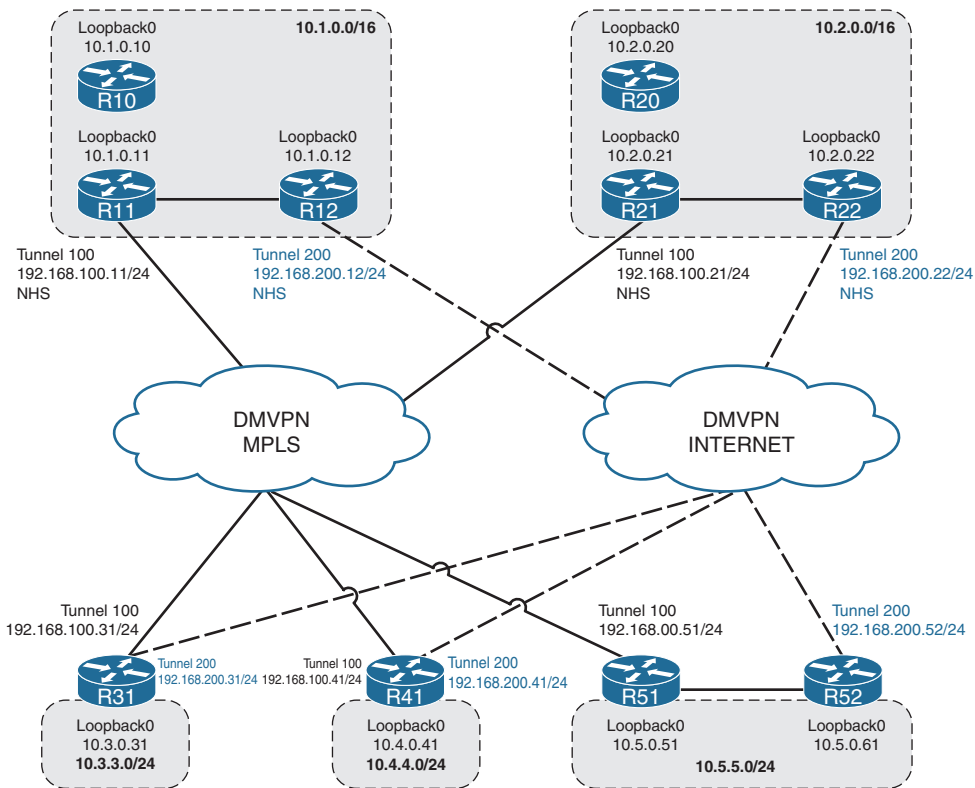 Loopback0
10.1.0.10
10.1.0.0/16
R10
Loopback0
10.1.0.11
Loopback0
10.1.0.12
R11
R12
Loopback0
10.2.0.20
10.2.0.0/16
R20
Loopback0
10.2.0.21
Loopback0
10.2.0.22
R21
R22
Tunnel 100
192.168.100.11/24
NHS
Tunnel 200
192.168.200.12/24
NHS
Tunnel 100
192.168.100.21/24
NHS
Tunnel 200
192.168.200.22/24
NHS
DMVPN
MPLS
DMVPN
INTERNET
Tunnel 100
192.168.100.31/24
Tunnel 200
192.168.200.31/24
Tunnel 100
192.168.100.41/24
Tunnel 200
192.168.200.41/24
Tunnel 100
192.168.00.51/24
Tunnel 200
192.168.200.52/24
R31
R41
R51
R52
Loopback0
10.3.0.31
10.3.3.0/24
Loopback0
10.4.0.41
10.4.4.0/24
Loopback0
10.5.0.51
Loopback0
10.5.0.61
10.5.5.0/24